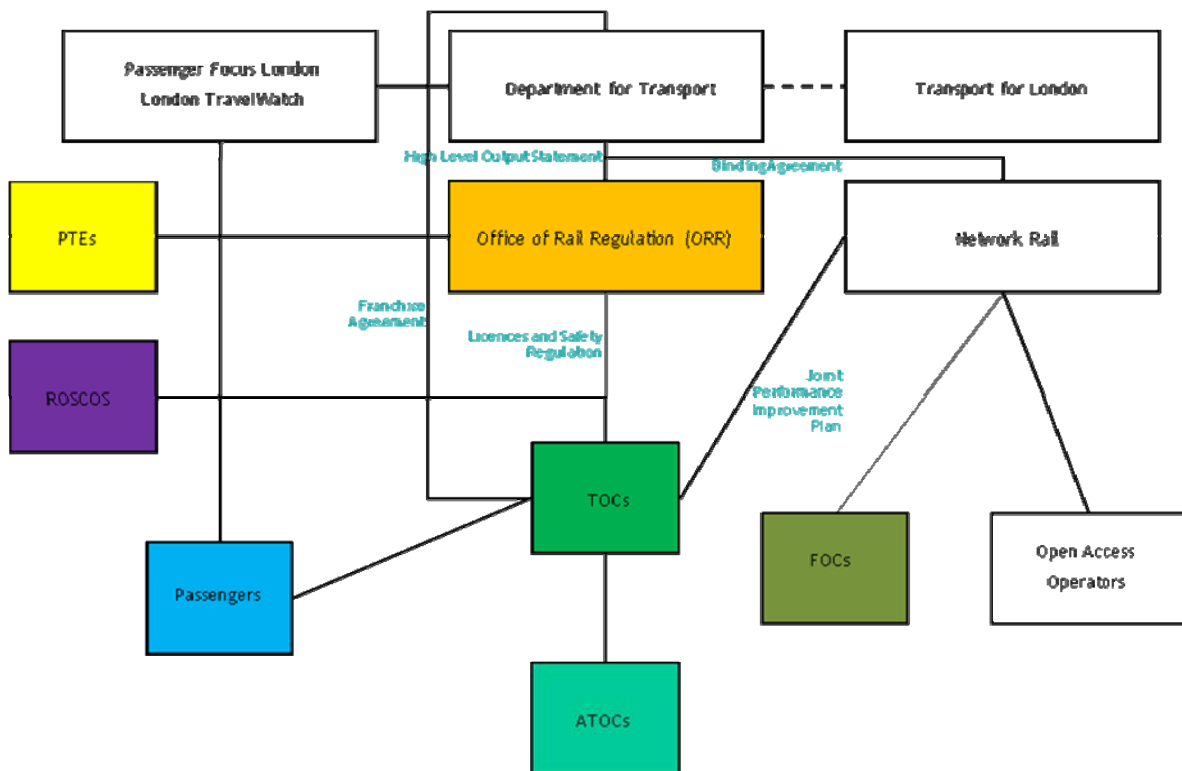 Passenger Focus London
London TravelWatch
Department for Transport
Transport for London
High Level Output Statement
Binding Agreement
PTEs
Office of Rail Regulation (ORR)
Network Rail
Franchise
Agreement
Licences and Safety
Regulation
ROSCOS
Joint
Performance
Improvement
Plan
TOCs
FOCs
Open Access
Operators
Passengers
ATOCs